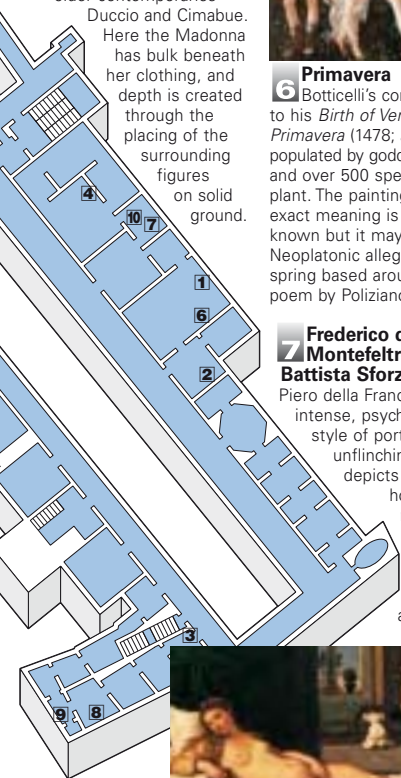 Duccio and Cimabue.
Here the Madonna
has bulk beneath
her clothing, and
depth is created
through the
placing of the
surrounding
figures
on solid
ground.
4
10
7
1
6
2
3
9
8
6 Primavera
Botticelli's co
to his Birth of Ver
Primavera (1478;
populated by godd
and over 500 spe
plant. The painting
exact meaning is
known but it may
Neoplatonic alleg
spring based arou
poem by Polizian
7 Frederico d
Montefeltr
Battista Sforz
Piero della Franc
intense, psych
style of port
unflinchin
depicts
ho
a